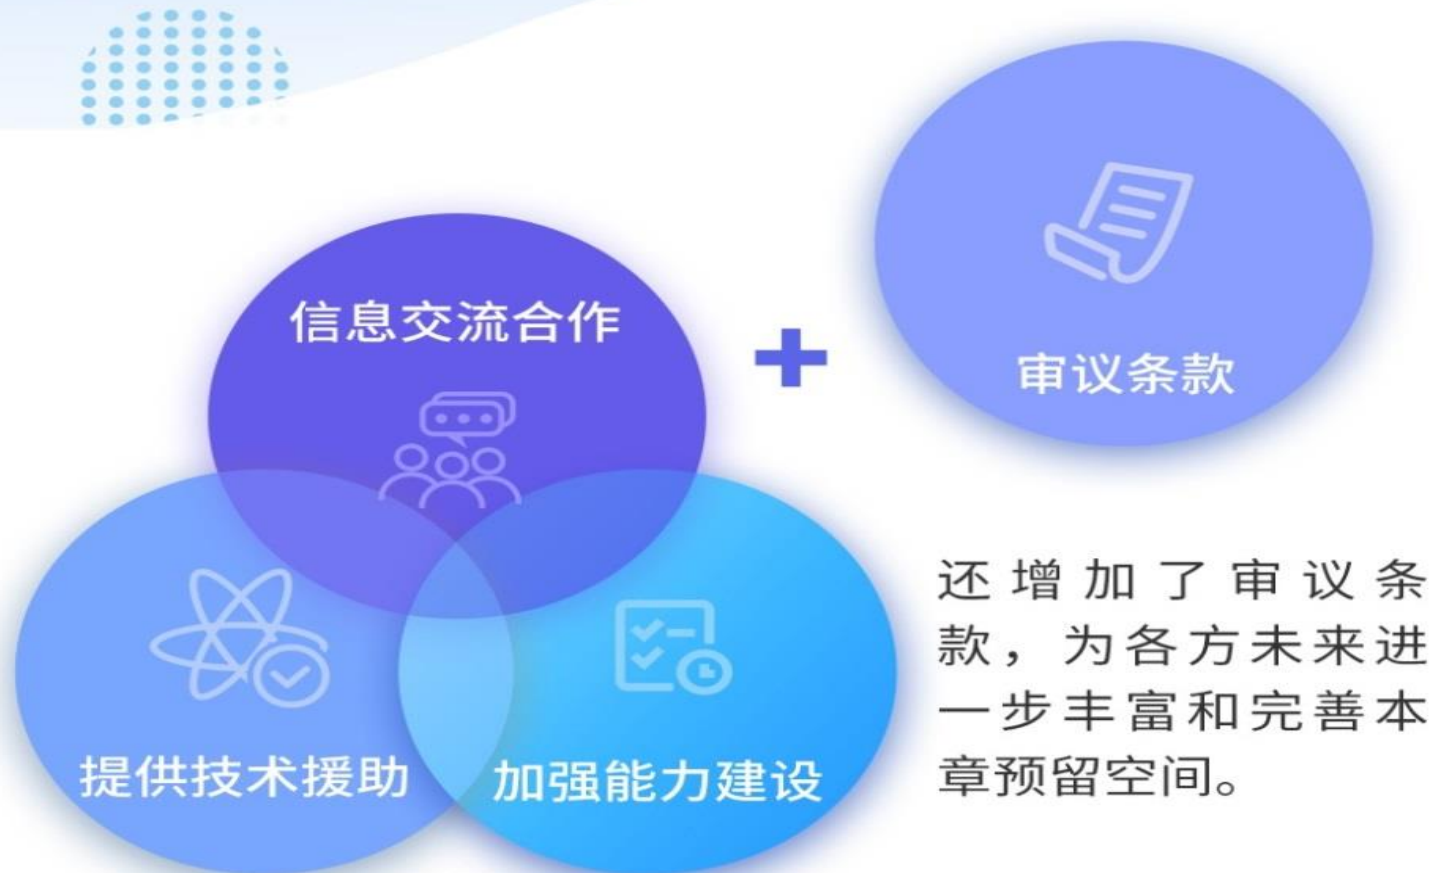 信息交流合作
审议条款
提供技术援助
加强能力建设
还增加了审议条
款，为各方未来进
一步丰富和完善本
章预留空间。